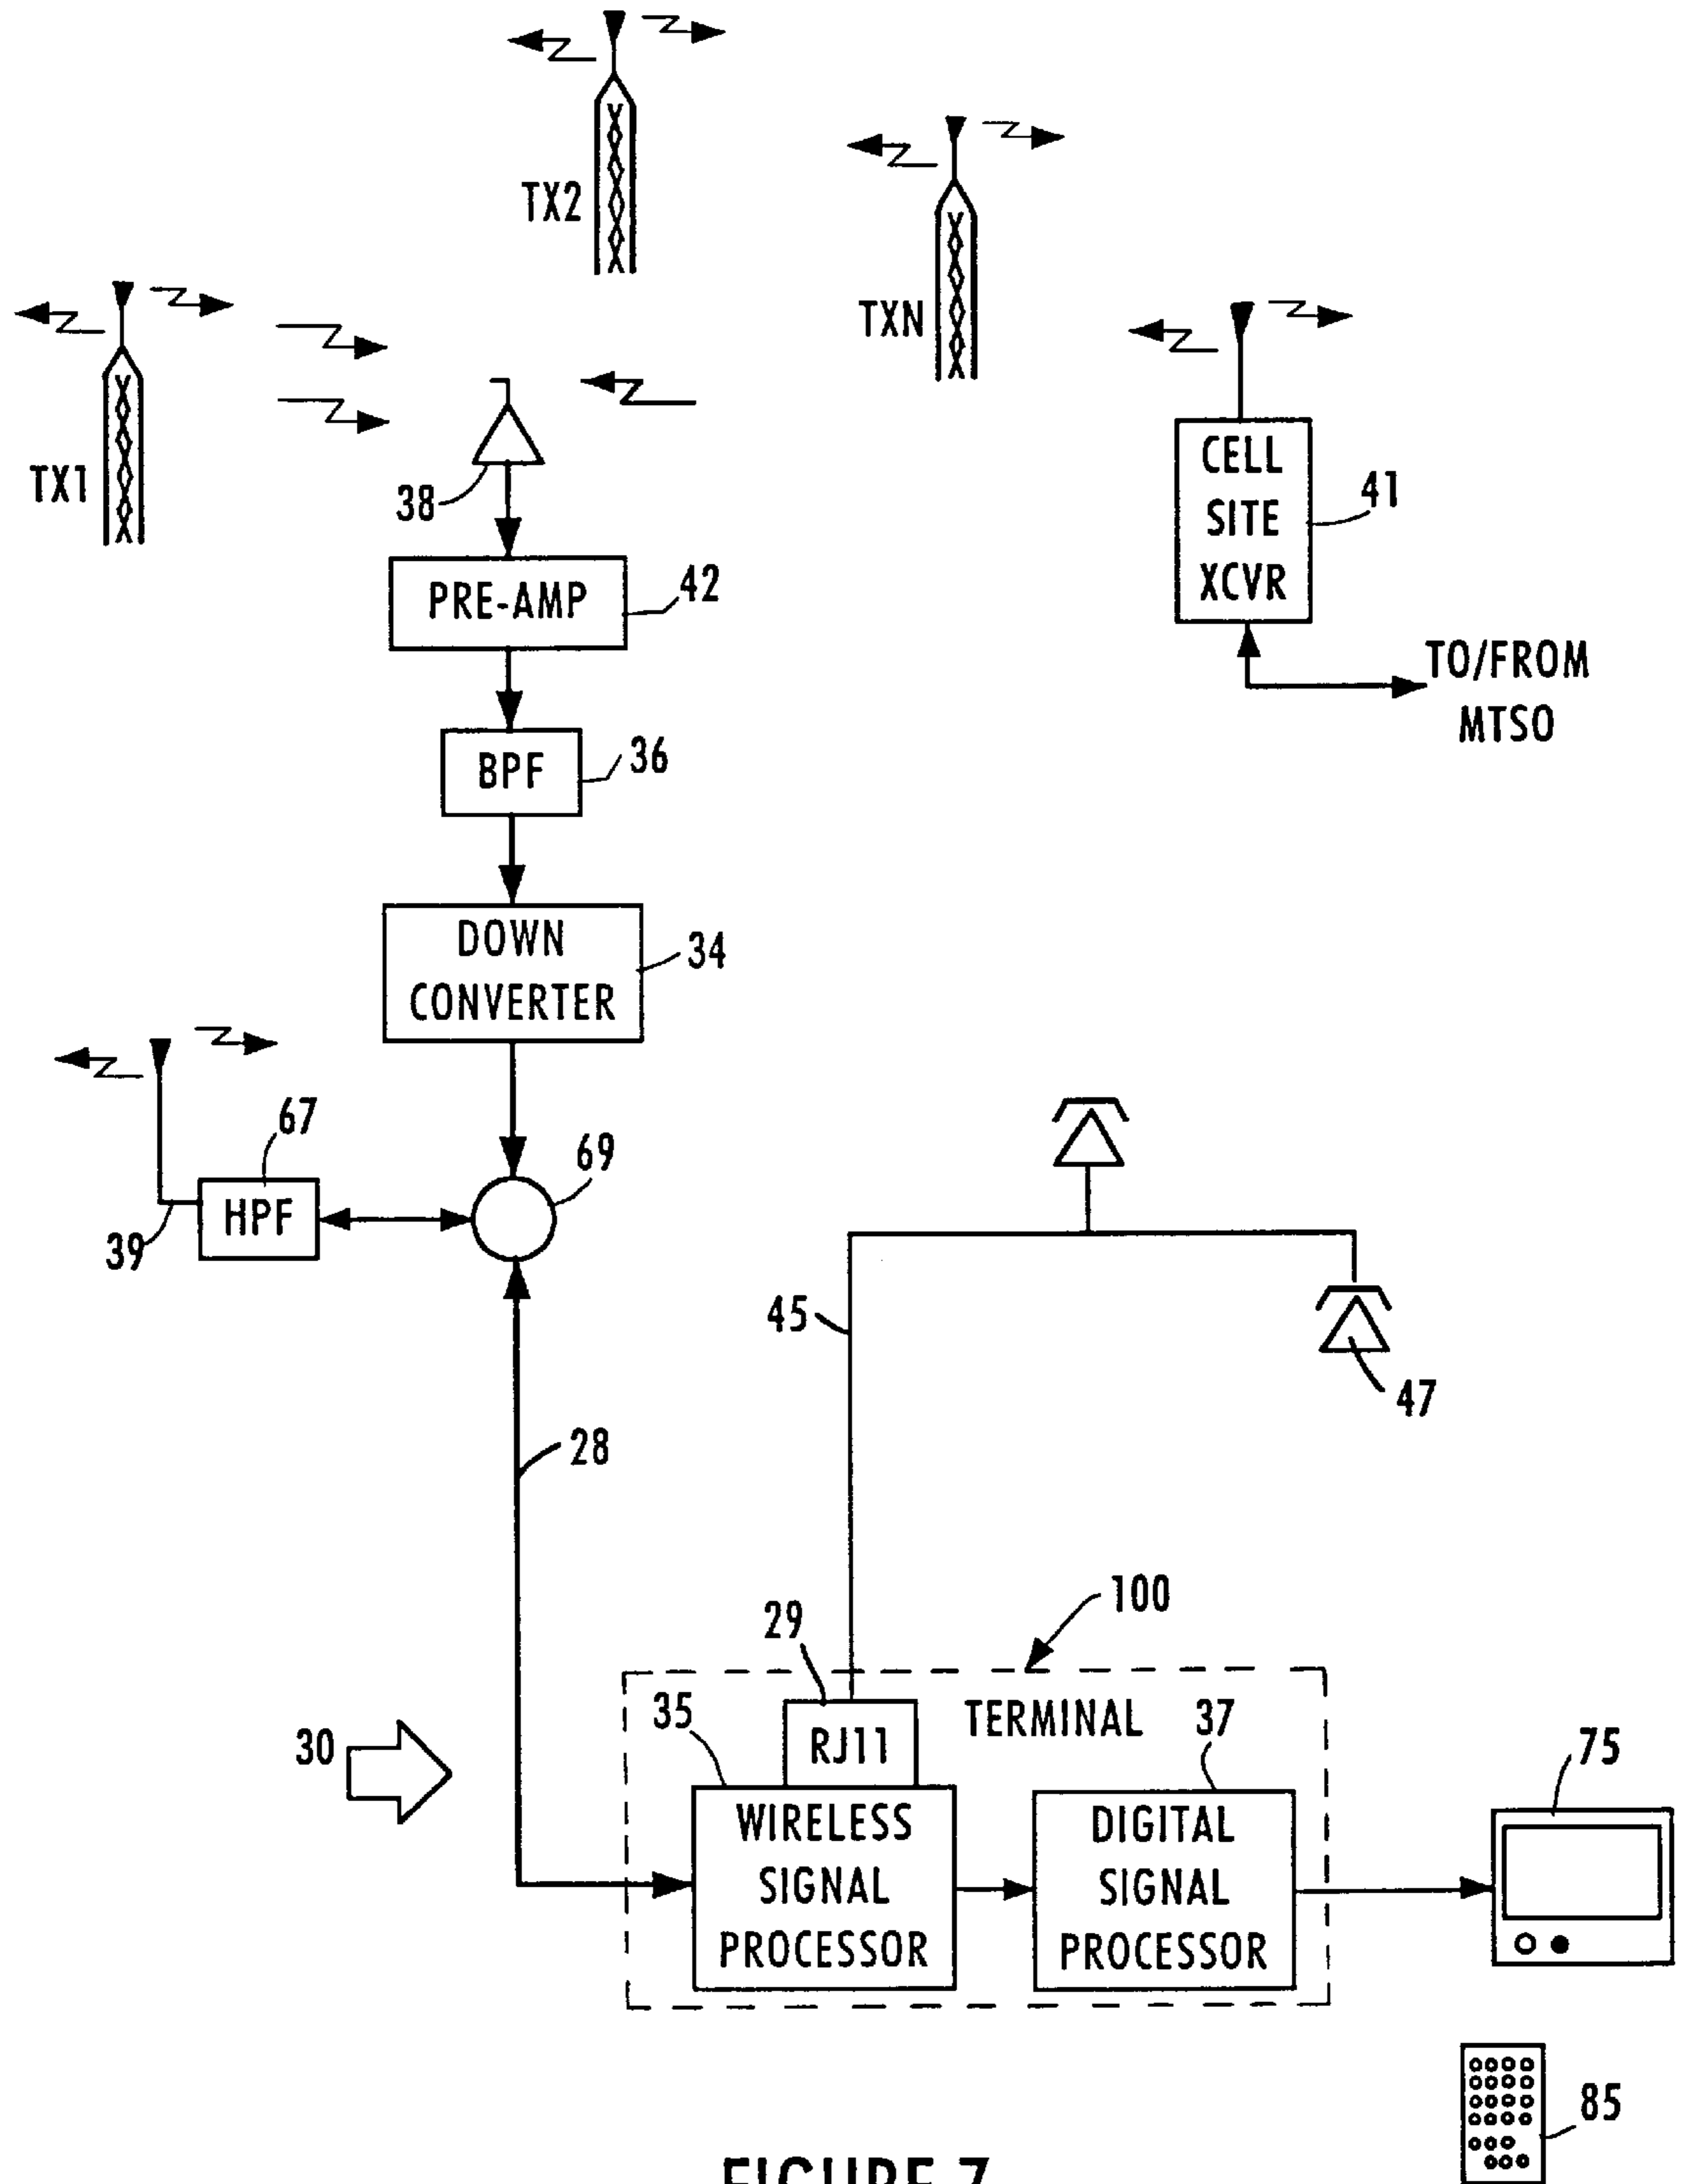 TX2
TXN
TX1
38
CELL
SITE
XCVR
41
PRE-AMP
42
TO/FROM
MTSO
BPF
36
DOWN
CONVERTER
34
67
69
HPF
39
45
47
28
100
29
35
TERMINAL
37
RJ11
30
75
WIRELESS
SIGNAL
PROCESSOR
DIGITAL
SIGNAL
PROCESSOR
85
FIGURE 7